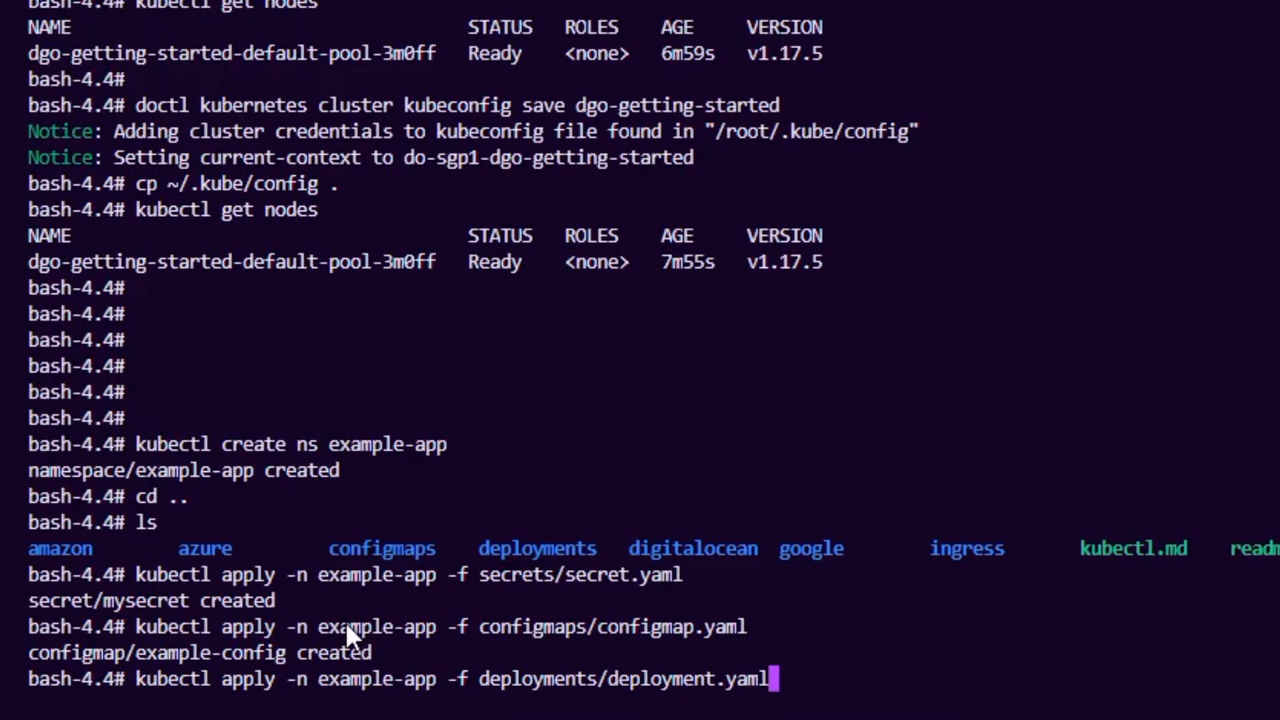 bash-4.4# kubectl get nodes
NAME STATUS ROLES AGE VERSION
dgo-getting-started-default-pool-3m0ff Ready <none> 6m59s v1.17.5
bash-4.4#
bash-4.4# doctl kubernetes cluster kubeconfig save dgo-getting-started
Notice: Adding cluster credentials to kubeconfig file found in "/root/.kube/config"
Notice: Setting current-context to do-sgp1-dgo-getting-started
bash-4.4# cp ~/.kube/config .
bash-4.4# kubectl get nodes
NAME STATUS ROLES AGE VERSION
dgo-getting-started-default-pool-3m0ff Ready <none> 7m55s v1.17.5
bash-4.4#
bash-4.4#
bash-4.4#
bash-4.4#
bash-4.4#
bash-4.4#
bash-4.4# kubectl create ns example-app
namespace/example-app created
bash-4.4# cd ..
bash-4.4# ls
amazon azure configmaps deployments digitalocean google ingress kubectl.md
bash-4.4# kubectl apply -n example-app -f secrets/secret.yaml
secret/mysecret created
bash-4.4# kubectl apply -n example-app -f configmaps/configmap.yaml
configmap/example-config created
bash-4.4# kubectl apply -n example-app -f deployments/deployment.yaml